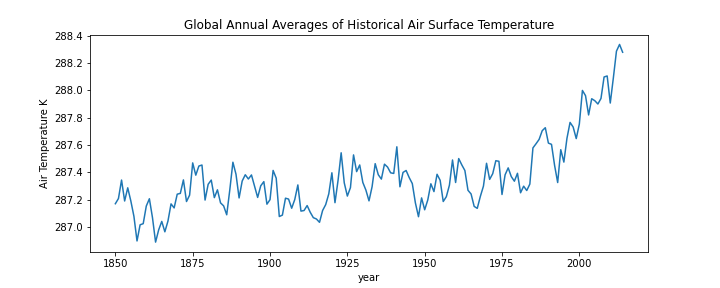 Global Annual Averages of Historical Air Surface Temperature
288.4
288.2
288.0
287.8
287.6
287.4
287.2
287.0
Air Temperature K
1850 1875 1900 1925 1950 1975 2000
year